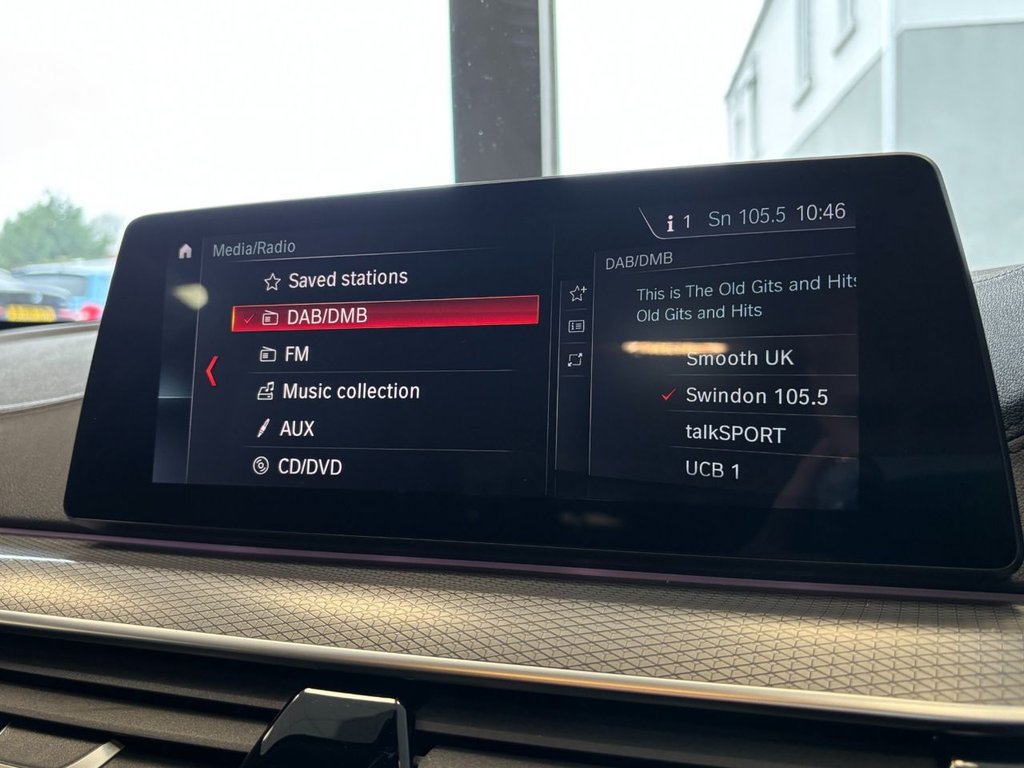 1 Sn 105.5 10:46
Media/Radio
Saved stations
DAB/DMB
FM
Music collection
AUX
CD/DVD
DAB/DMB
This is The Old Gits and Hits
Old Gits and Hits
Smooth UK
Swindon 105.5
talkSPORT
UCB 1